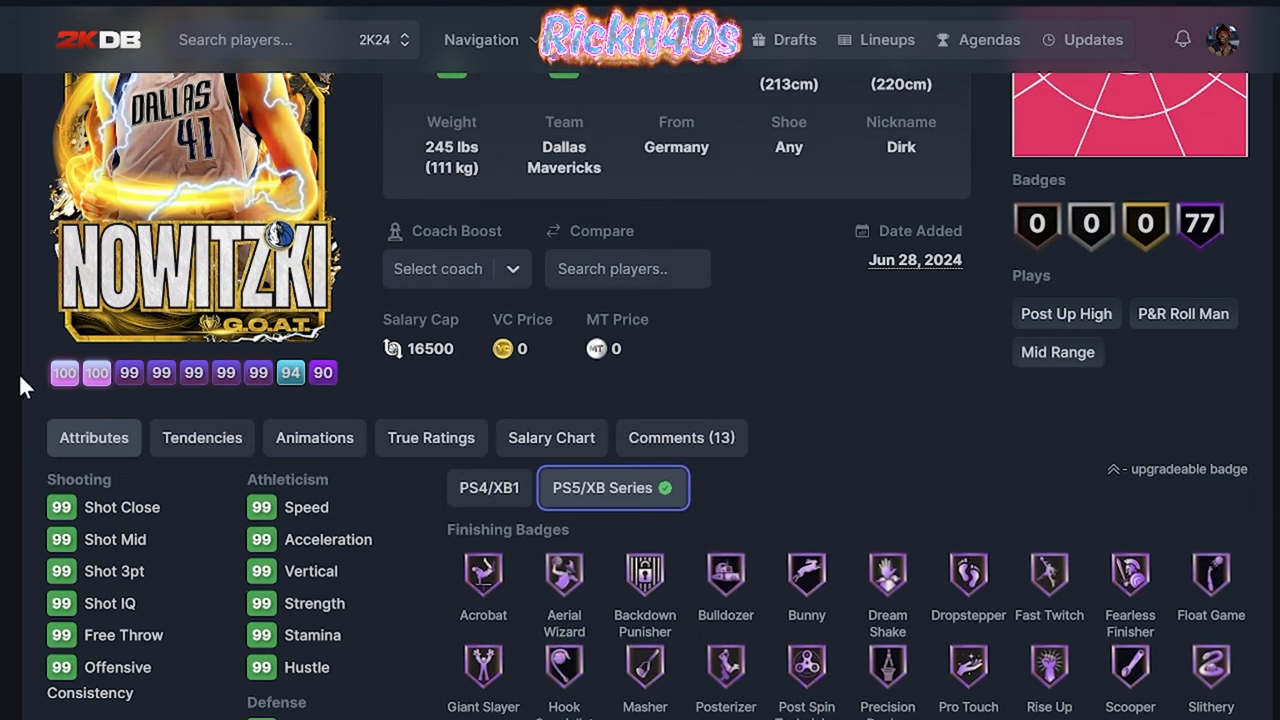 2KDB
Search players...
2K24
Navigation
RickN40s
Drafts
Lineups
Agendas
Updates
DALLAS
41
NOWITZKI
G.O.A.T.
100 100 99 99 99 99 99 94 90
(213cm)
(220cm)
Weight
Team
From
Shoe
Nickname
245 lbs
(111 kg)
Dallas
Mavericks
Germany
Any
Dirk
Coach Boost
Compare
Date Added
Select coach
Search players..
Jun 28, 2024
Salary Cap
VC Price
MT Price
16500
VC 0
MT 0
Badges
0 0 0 77
Plays
Post Up High
P&R Roll Man
Mid Range
Attributes
Tendencies
Animations
True Ratings
Salary Chart
Comments (13)
- upgradeable badge
Shooting
99 Shot Close
99 Shot Mid
99 Shot 3pt
99 Shot IQ
99 Free Throw
99 Offensive
Consistency
Athleticism
99 Speed
99 Acceleration
99 Vertical
99 Strength
99 Stamina
99 Hustle
Defense
PS4/XB1
PS5/XB Series
Finishing Badges
Acrobat
Aerial
Wizard
Backdown
Punisher
Bulldozer
Bunny
Dream
Shake
Dropstepper
Fast Twitch
Fearless
Finisher
Float Game
Giant Slayer
Hook
Masher
Posterizer
Post Spin
Precision
Pro Touch
Rise Up
Scooper
Slithery